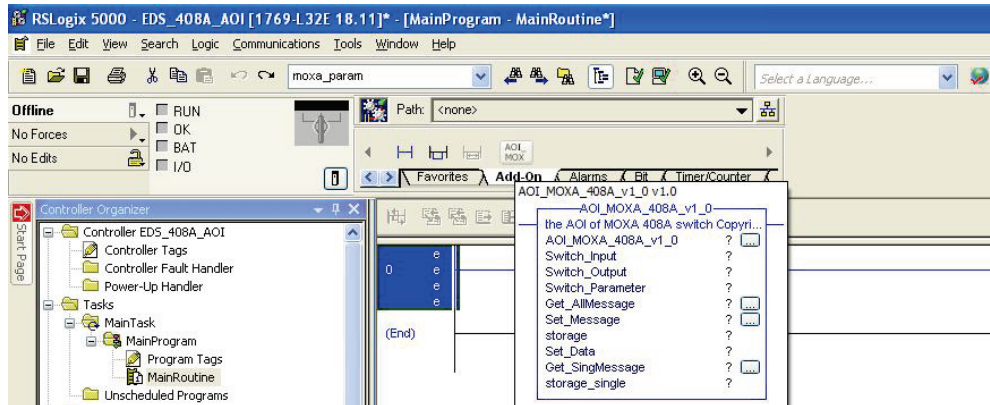 RSLogix 5000 - EDS_408A_AOI [1769-L32E 18.11]* - [MainProgram - MainRoutine*]
File Edit View Search Logic Communications Tools Window Help
moxa_param
Select a Language...
Offline
RUN
Path: <none>
No Forces
OK
No Edits
BAT
I/O
AOI_
MOX
Favorites Add-On Alarms Bit Timer/Counter
AOI_MOXA_408A_v1_0 v1.0
AOI_MOXA_408A_v1_0
the AOI of MOXA 408A switch Copyri...
AOI_MOXA_408A_v1_0 ? ...
Switch_Input ?
Switch_Output ?
Switch_Parameter ?
Get_AllMessage ? ...
Set_Message ? ...
storage ?
Set_Data ?
Get_SingMessage ? ...
storage_single ?
Start Page
Controller Organizer
Controller EDS_408A_AOI
Controller Tags
Controller Fault Handler
Power-Up Handler
Tasks
MainTask
MainProgram
Program Tags
MainRoutine
Unscheduled Programs
0
e
e
e
e
(End)